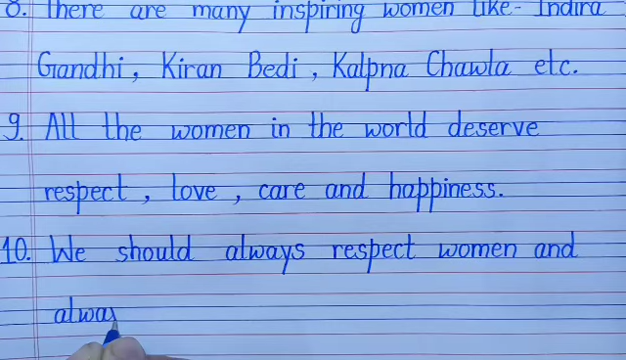 8. There are many inspiring women like- Indira
Gandhi, Kiran Bedi, Kalpna Chawla etc.
9. All the women in the world deserve
respect, love, care and happiness.
10. We should always respect women and
alway